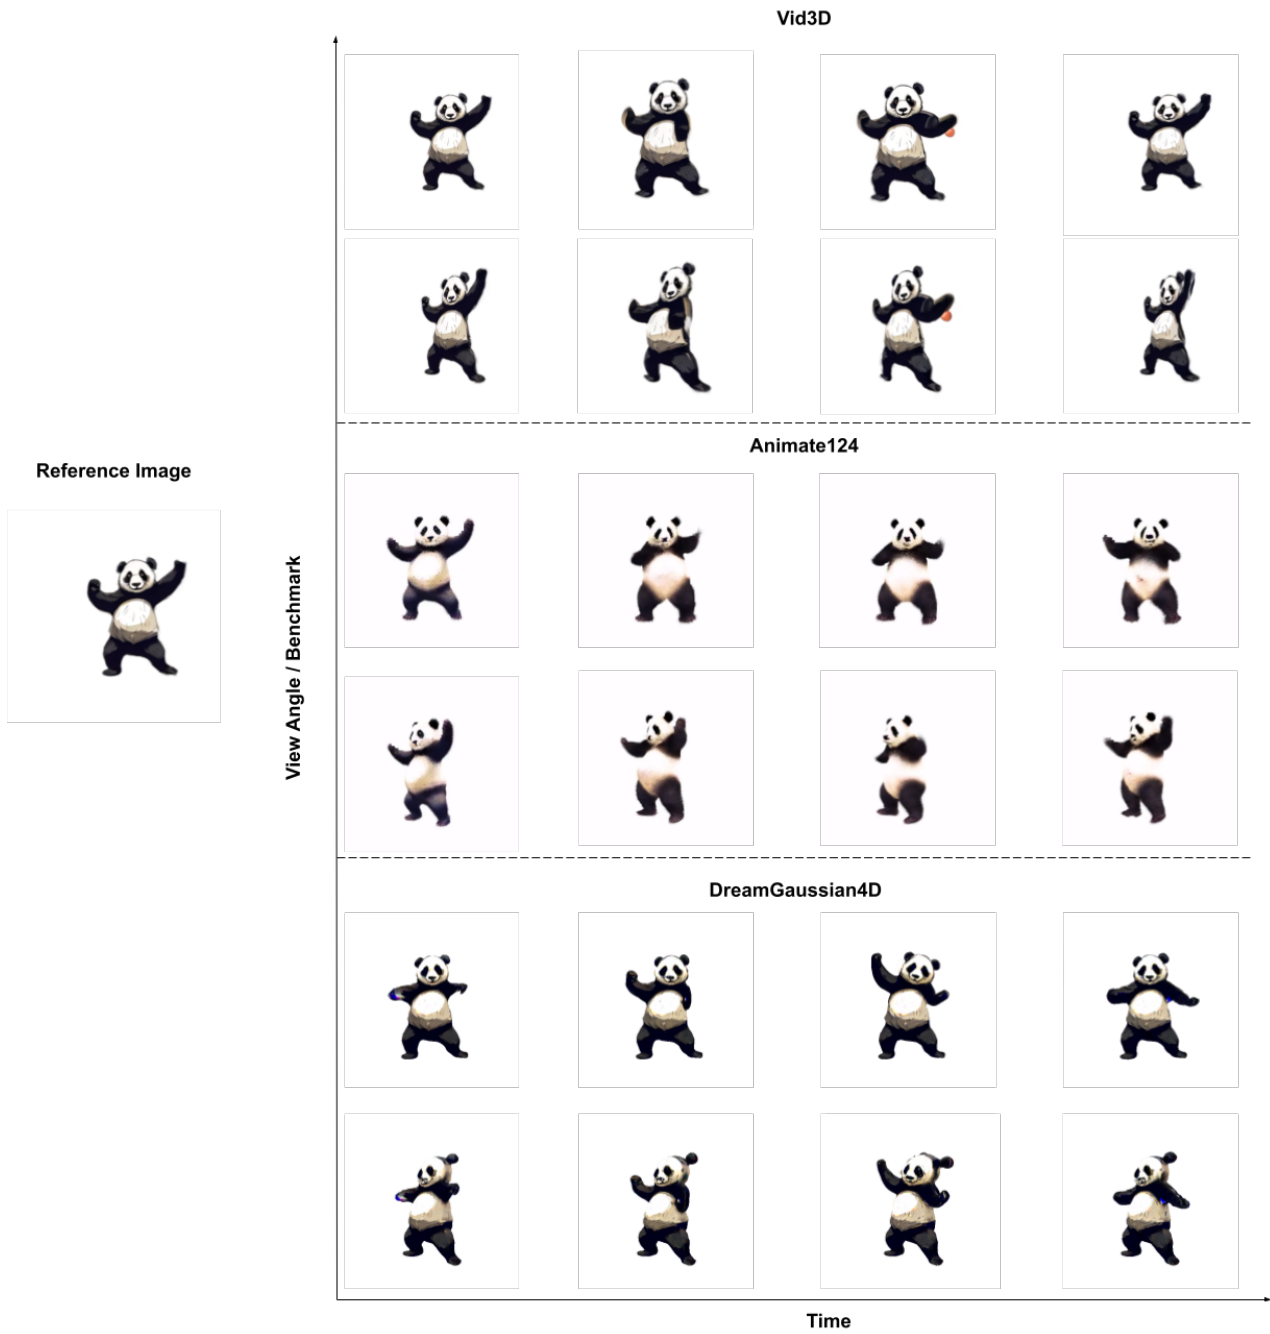 Vid3D
Animate124
Reference Image
View Angle / Benchmark
DreamGaussian4D
Time